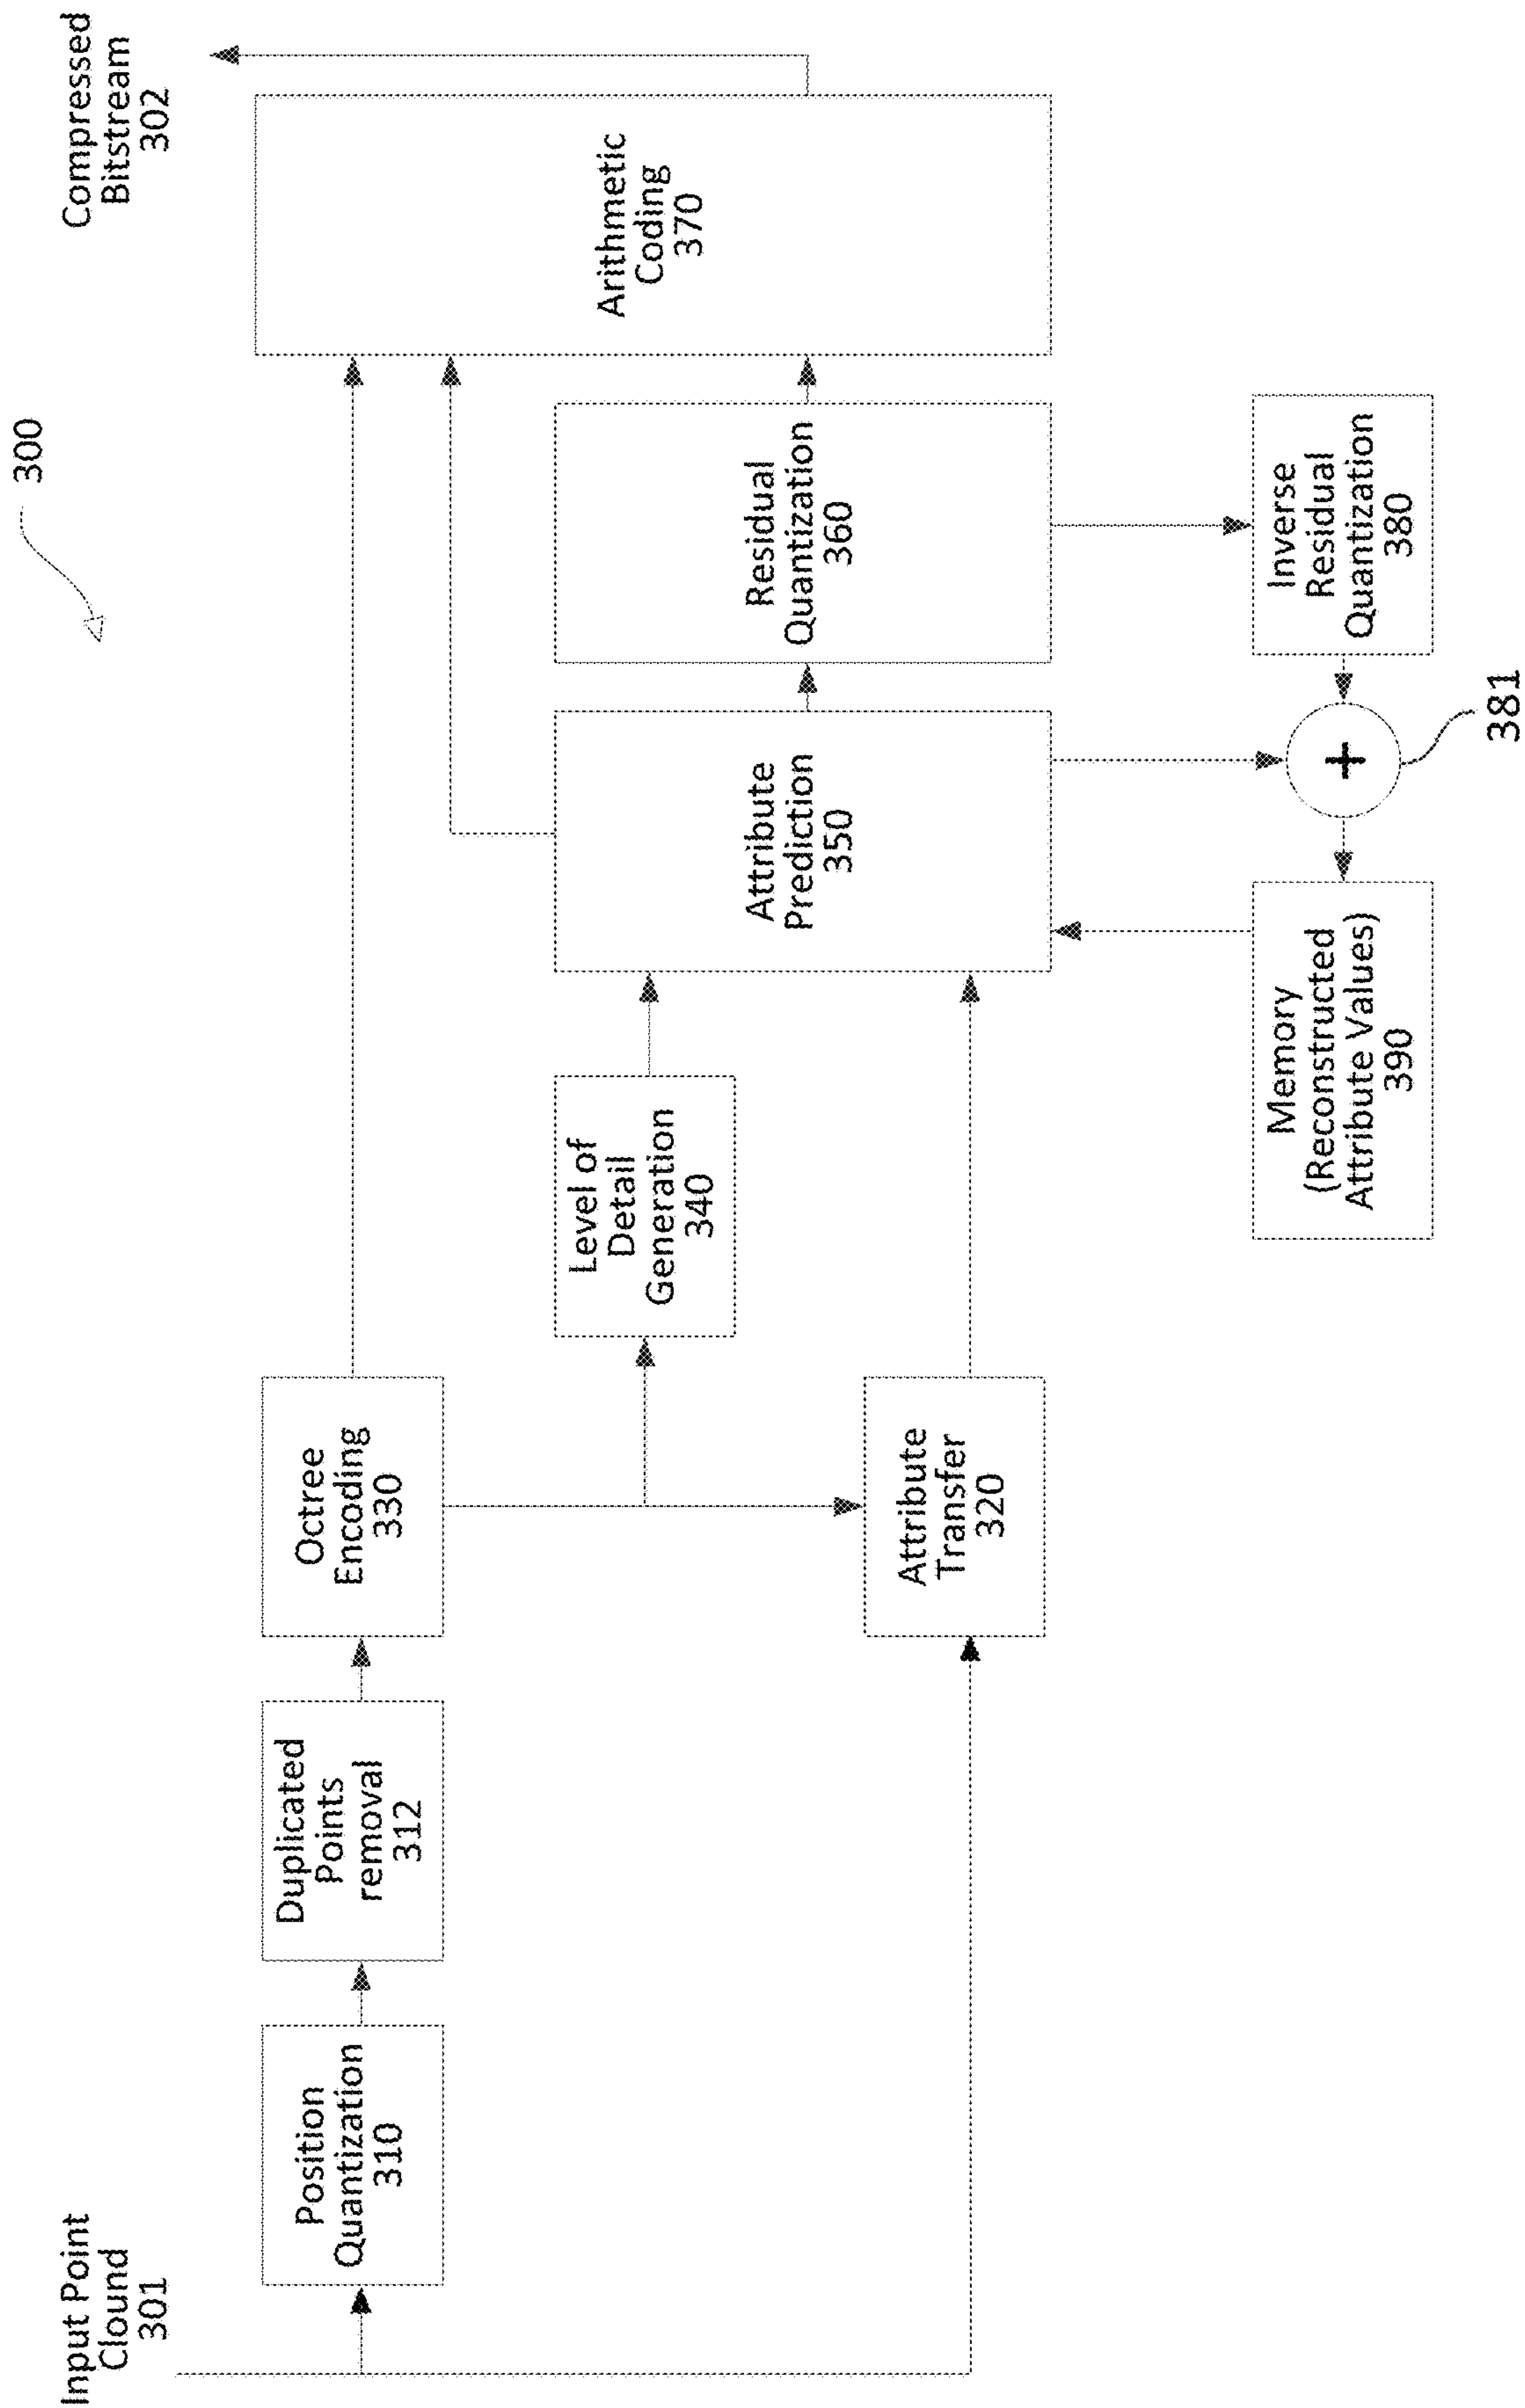 300
Input Point
Clound
301
Compressed
Bitstream
302
Position
Quantization
310
Duplicated
Points
removal
312
Octree
Encoding
330
Level of
Detail
Generation
340
Attribute
Transfer
320
Attribute
Prediction
350
Residual
Quantization
360
Arithmetic
Coding
370
Memory
(Reconstructed
Attribute Values)
390
+
381
Inverse
Residual
Quantization
380